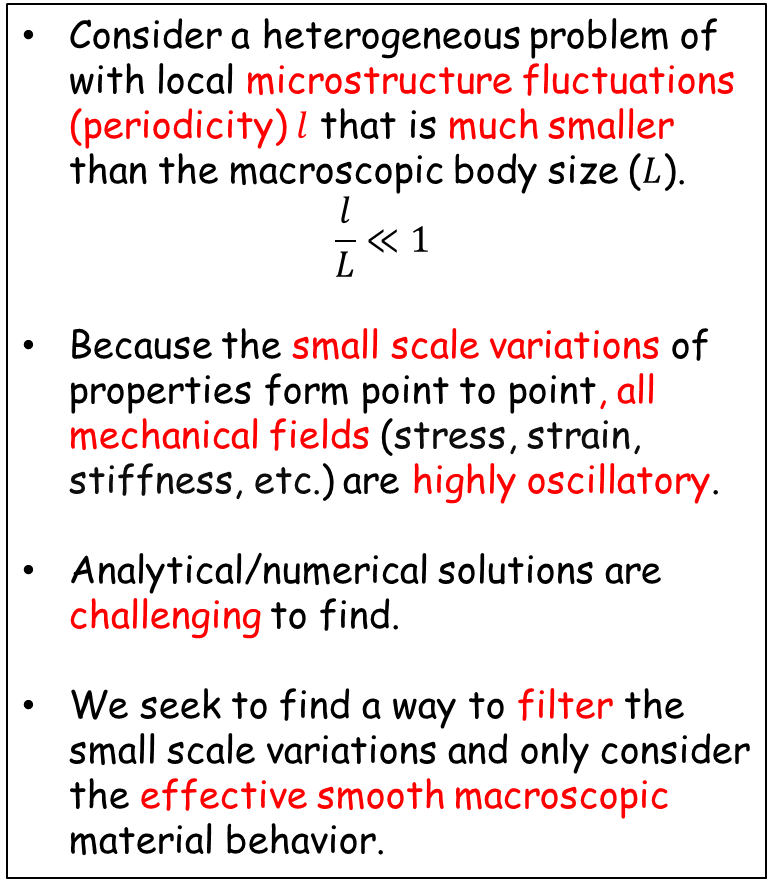 • Consider a heterogeneous problem of
with local microstructure fluctuations
(periodicity) l that is much smaller
than the macroscopic body size (L).
l/L ≪ 1
• Because the small scale variations of
properties form point to point, all
mechanical fields (stress, strain,
stiffness, etc.) are highly oscillatory.
• Analytical/numerical solutions are
challenging to find.
• We seek to find a way to filter the
small scale variations and only consider
the effective smooth macroscopic
material behavior.